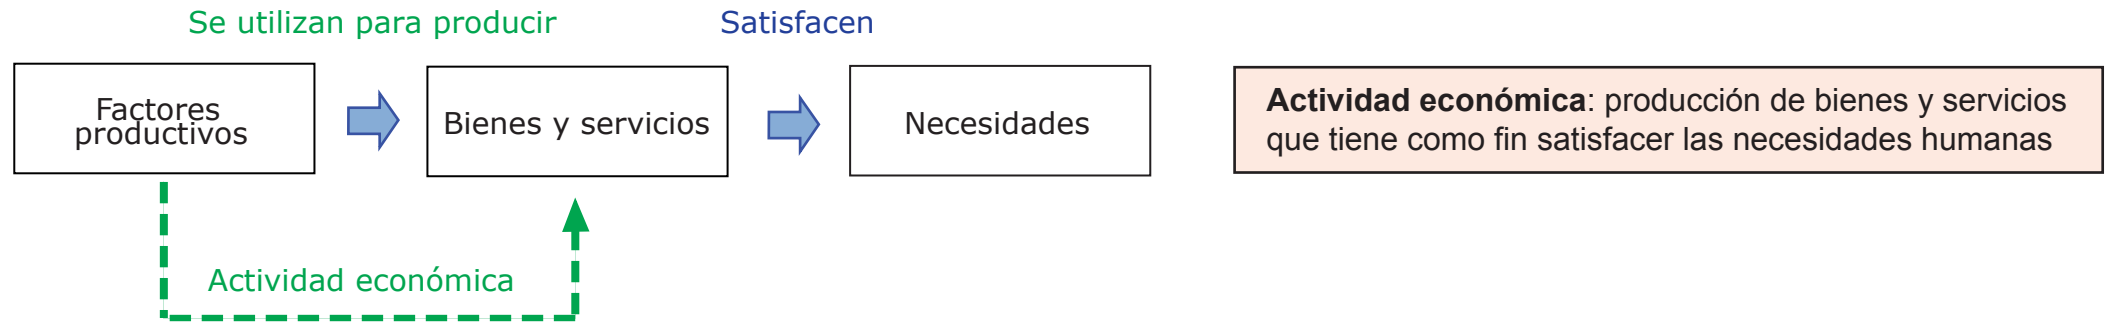 Se utilizan para producir
Satisfacen
Factores
productivos
Bienes y servicios
Necesidades
Actividad económica: producción de bienes y servicios
que tiene como fin satisfacer las necesidades humanas
Actividad económica